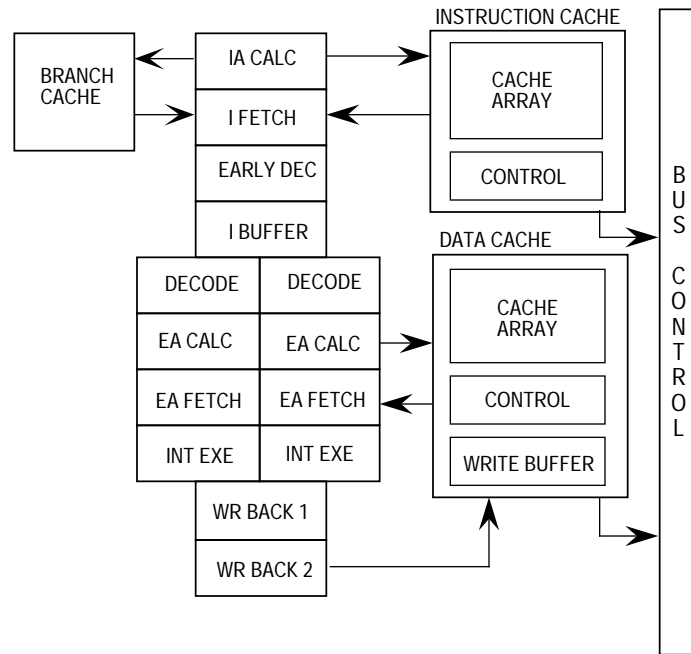 INSTRUCTION CACHE
BRANCH
CACHE
IA CALC
CACHE
ARRAY
I FETCH
EARLY DEC
CONTROL
I BUFFER
DATA CACHE
DECODE
DECODE
CACHE
ARRAY
EA CALC
EA CALC
EA FETCH
EA FETCH
CONTROL
INT EXE
INT EXE
WRITE BUFFER
WR BACK 1
WR BACK 2
BUS CONTROL